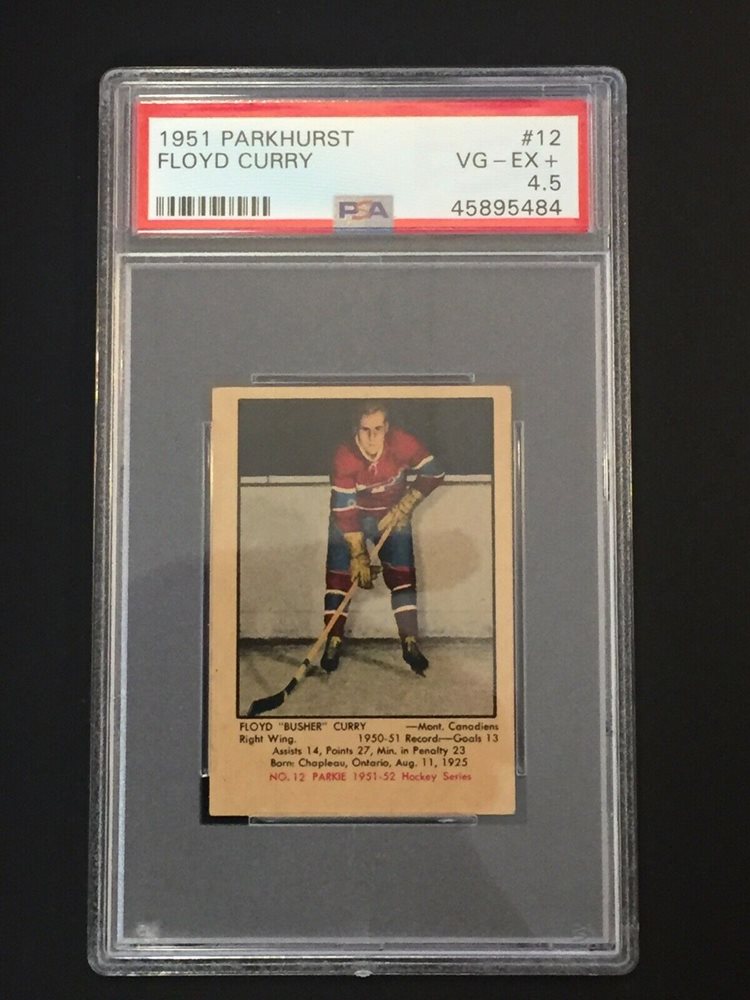 1951 PARKHURST #12
FLOYD CURRY VG-EX+
4.5
PSA 45895484
FLOYD "BUSHER" CURRY —Mont. Canadiens
Right Wing. 1950-51 Record:—Goals 13
Assists 14, Points 27, Min. in Penalty 23
Born: Chapleau, Ontario, Aug. 11, 1925
NO. 12 PARKIE 1951-52 Hockey Series